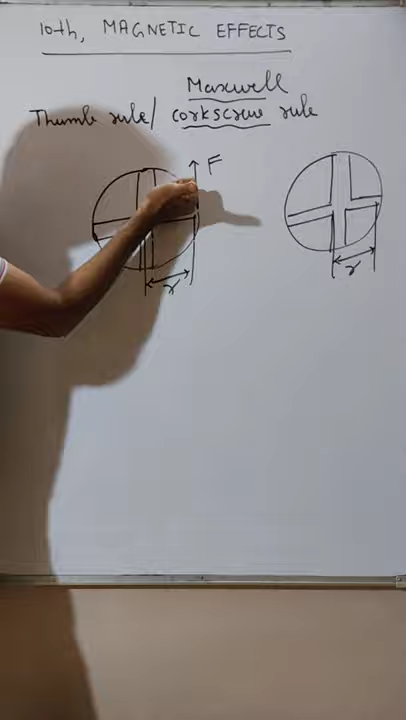 10th, MAGNETIC EFFECTS
Maxwell
Thumb rule/ corkscrew rule
F
r
r